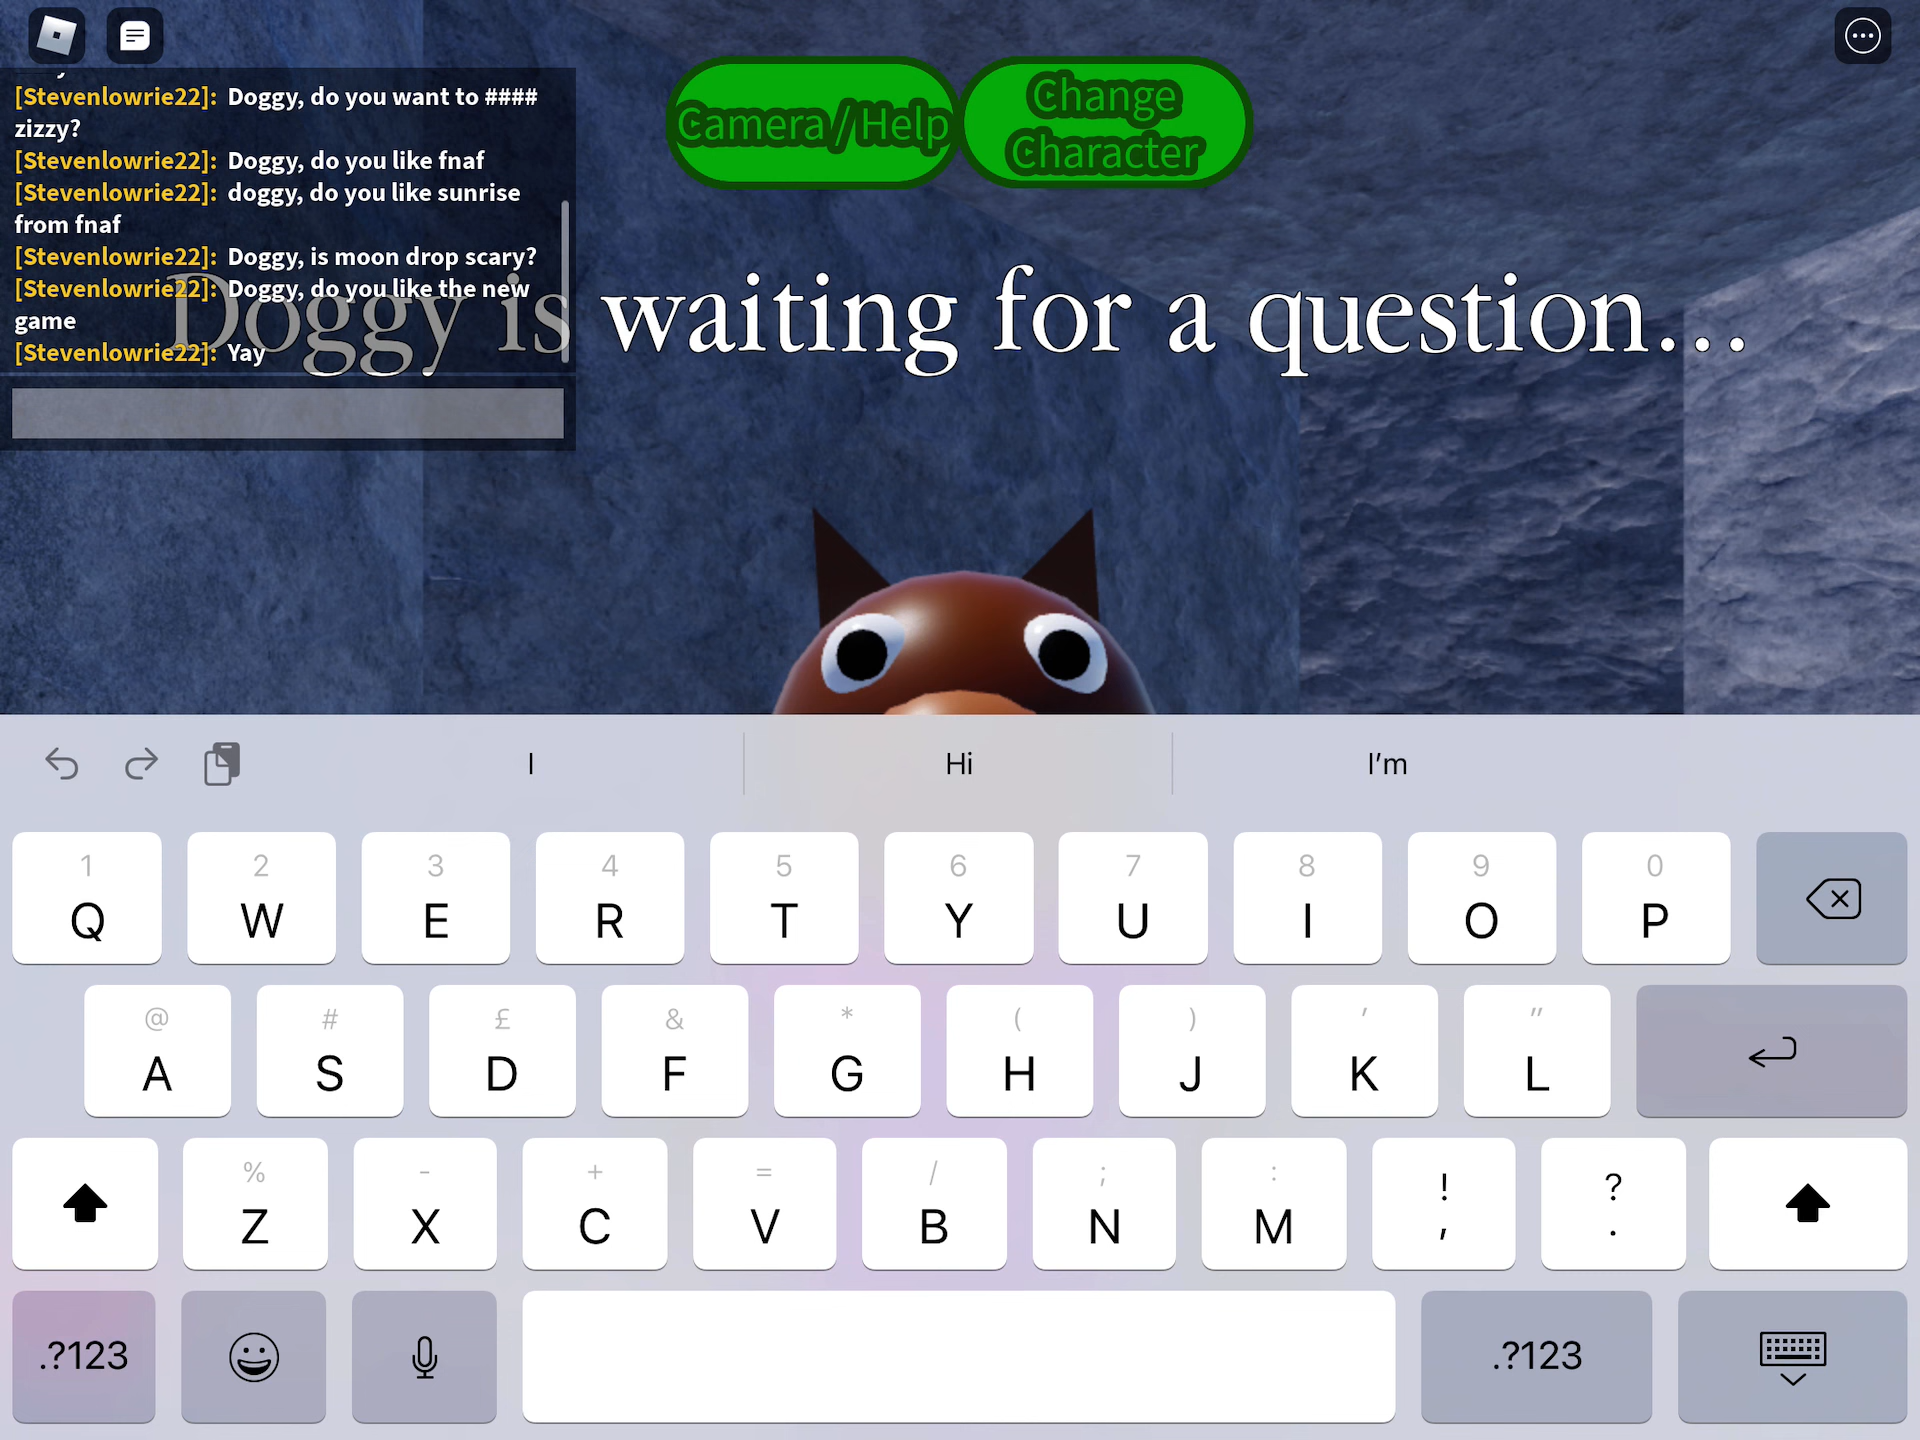 [Stevenlowrie22]: Doggy, do you want to ####
zizzy?
[Stevenlowrie22]: Doggy, do you like fnaf
[Stevenlowrie22]: doggy, do you like sunrise
from fnaf
[Stevenlowrie22]: Doggy, is moon drop scary?
[Stevenlowrie22]: Doggy, do you like the new
game
[Stevenlowrie22]: Yay
Camera/Help
Change
Character
Doggy is waiting for a question...
I Hi I'm
1 2 3 4 5 6 7 8 9 0
Q W E R T Y U I O P
@ # £ & * ( ) ' "
A S D F G H J K L
% - + = / ; : ! ?
Z X C V B N M , .
.?123 .?123